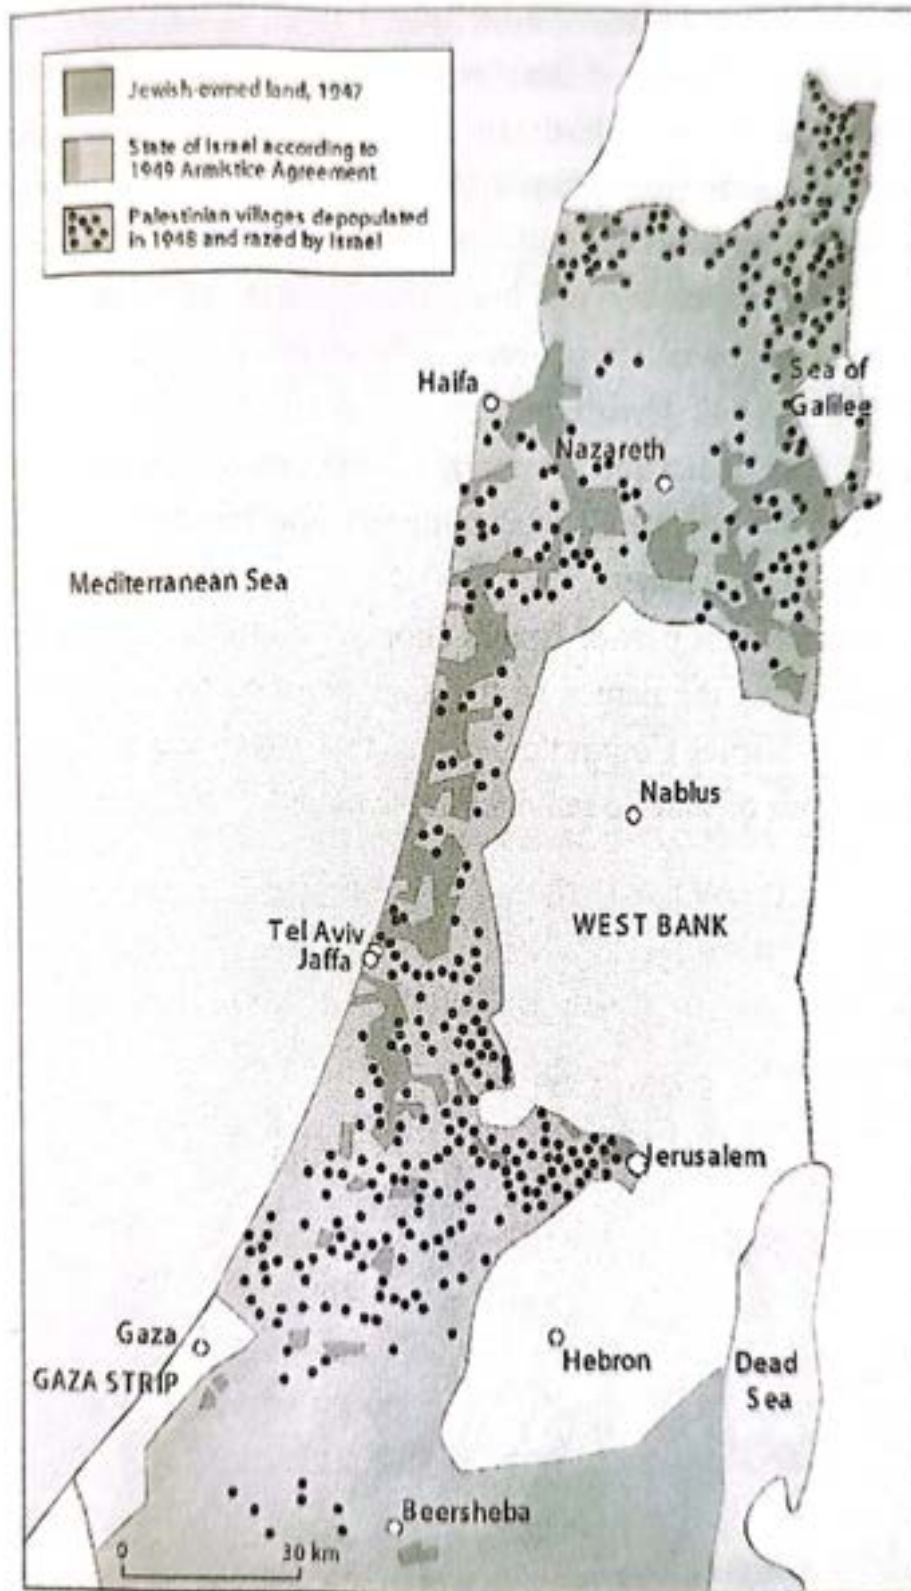 Jewish-owned land, 1947
State of Israel according to
1949 Armistice Agreement
Palestinian villages depopulated
in 1948 and razed by Israel
Haifa
Sea of
Galilee
Nazareth
Mediterranean Sea
Nablus
WEST BANK
Tel Aviv
Jaffa
Jerusalem
Gaza
GAZA STRIP
Hebron
Dead
Sea
Beersheba
0 30 km